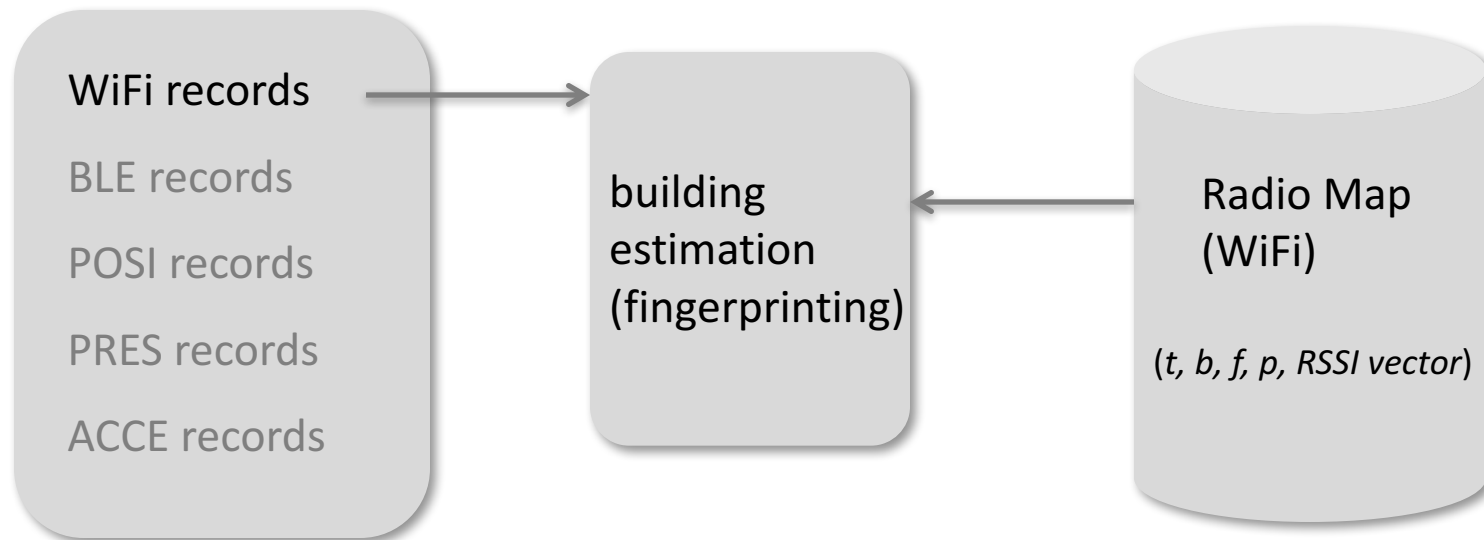 WiFi records
BLE records
POSI records
PRES records
ACCE records
building
estimation
(fingerprinting)
Radio Map
(WiFi)
(t, b, f, p, RSSI vector)